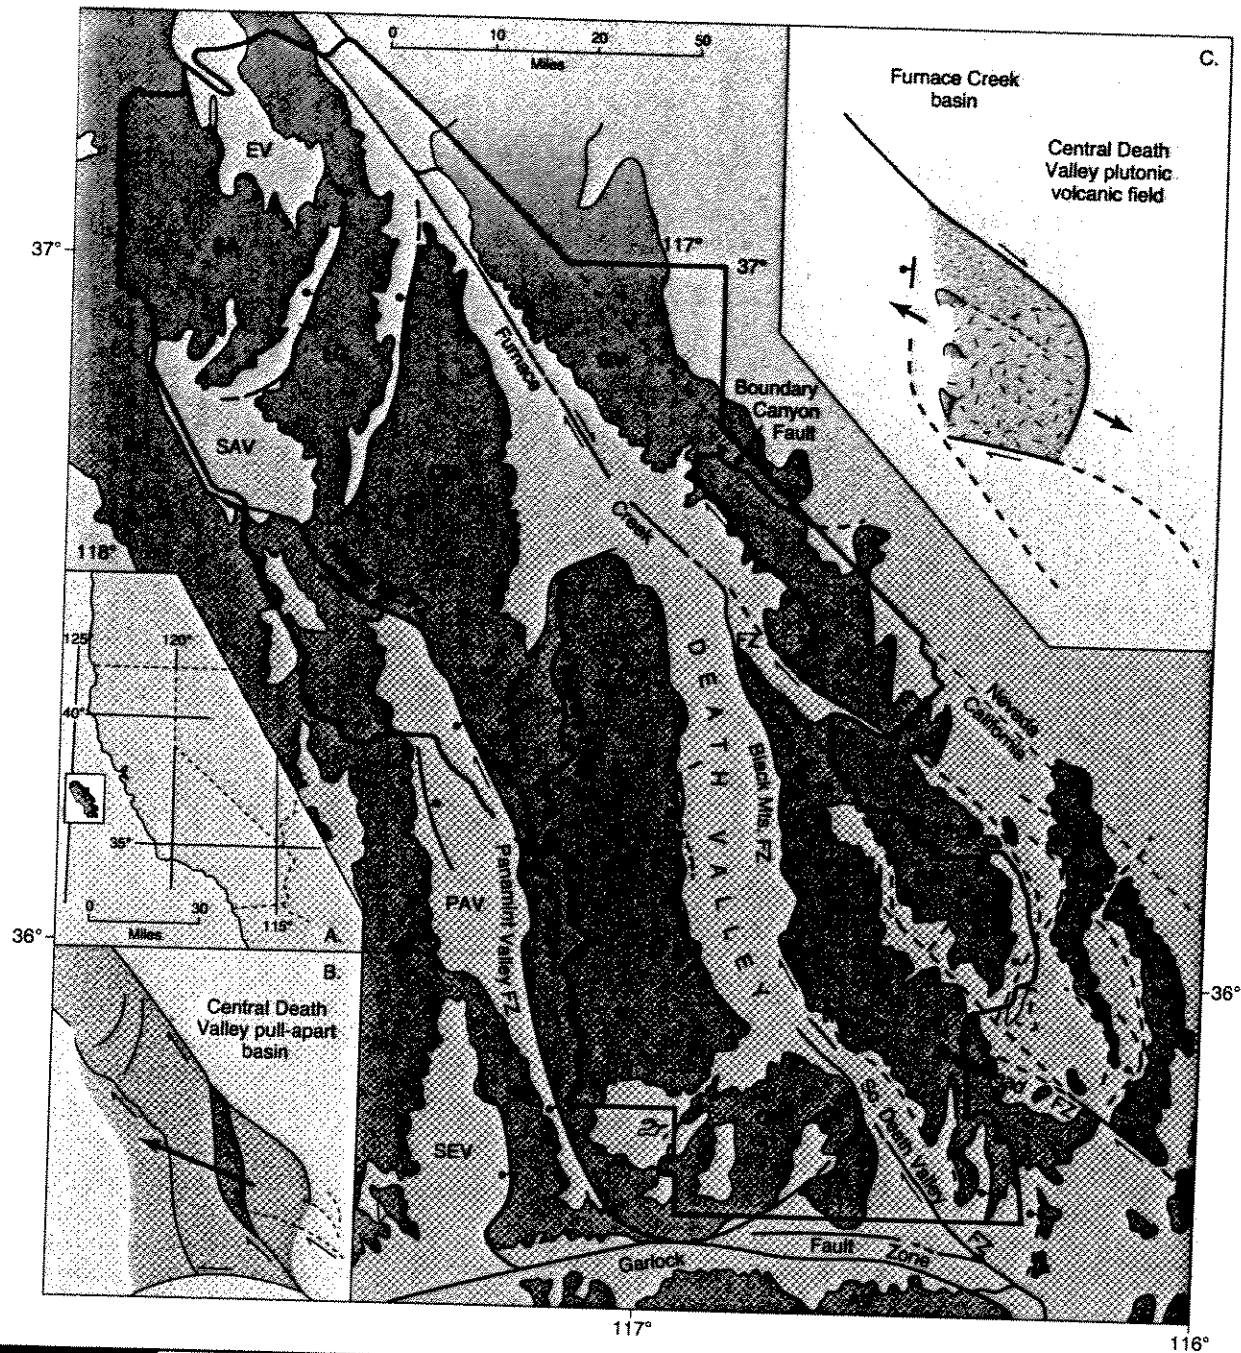 0 10 20 50
Miles
C.
Furnace Creek
basin
Central Death
Valley plutonic
volcanic field
EV
37°
117°
37°
Furnace
Boundary
Canyon
Fault
SAV
Creek
118°
FZ
125
120°
40°
35°
0 30
Miles
115°
A.
DEATH VALLEY
Black Mts. FZ
Nevada
California
PAV
Panamint Valley FZ
36°
36°
B.
Central Death
Valley pull-apart
basin
FZ
SEV
Death Valley
FZ
Garlock
Fault
Zone
117°
116°